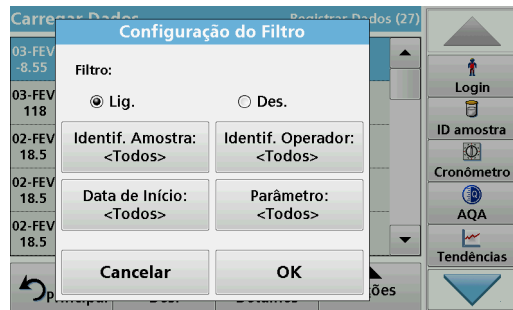 Carregar Dados
Registrar Dados (27)
Configuração do Filtro
03-FEV
-8.55
03-FEV
118
02-FEV
18.5
02-FEV
18.5
02-FEV
18.5
Filtro:
Lig.
Des.
Identif. Amostra:
<Todos>
Identif. Operador:
<Todos>
Data de Início:
<Todos>
Parâmetro:
<Todos>
Cancelar
OK
Login
ID amostra
Cronômetro
AQA
Tendências